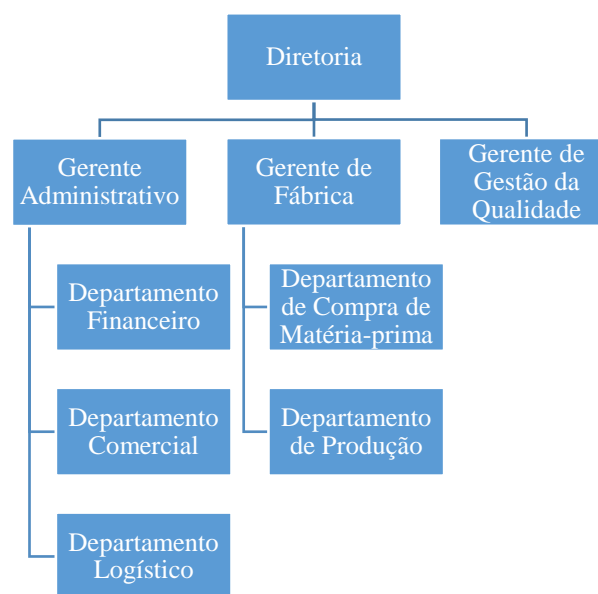 Diretoria
Gerente
Administrativo
Gerente de
Fábrica
Gerente de
Gestão da
Qualidade
Departamento
Financeiro
Departamento
Comercial
Departamento
Logístico
Departamento
de Compra de
Matéria-prima
Departamento
de Produção